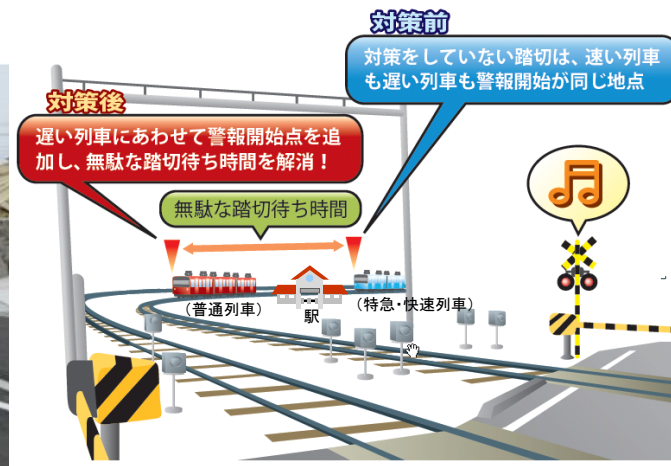 対策前
対策をしていない踏切は、速い列車
も遅い列車も警報開始が同じ地点
対策後
遅い列車にあわせて警報開始点を追
加し、無駄な踏切待ち時間を解消！
無駄な踏切待ち時間
（普通列車）
駅
（特急・快速列車）